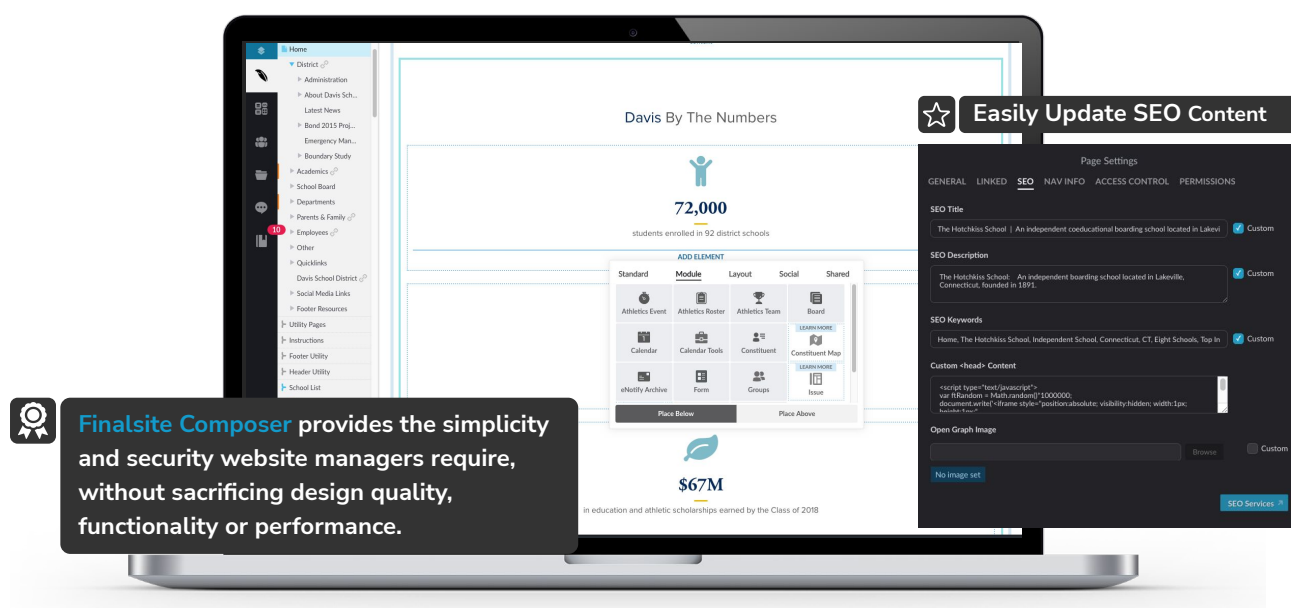 Home
District
Administration
About Davis Sch...
Latest News
Bond 2015 Proj...
Emergency Man...
Boundary Study
Academics
School Board
Departments
Parents & Family
10
Employees
Other
Quicklinks
Davis School District
Social Media Links
Footer Resources
Utility Pages
Instructions
Footer Utility
Header Utility
School List
Davis By The Numbers
72,000
students enrolled in 92 district schools
ADD ELEMENT
Standard Module Layout Social Shared
Athletics Event Athletics Roster Athletics Team Board
LEARN MORE
Calendar Calendar Tools Constituent Constituent Map
LEARN MORE
eNotify Archive Form Groups Issue
Place Below Place Above
$67M
in education and athletic scholarships earned by the Class of 2018
Easily Update SEO Content
Page Settings
GENERAL LINKED SEO NAV INFO ACCESS CONTROL PERMISSIONS
SEO Title
The Hotchkiss School | An independent coeducational boarding school located in Lakevi Custom
SEO Description
The Hotchkiss School: An independent boarding school located in Lakeville, Custom
Connecticut, founded in 1891.
SEO Keywords
Home, The Hotchkiss School, Independent School, Connecticut, CT, Eight Schools, Top In Custom
Custom <head> Content
<script type="text/javascript">
var ftRandom = Math.random()*1000000;
document.write('<iframe style="position:absolute; visibility:hidden; width:1px;
height:1px;"
Open Graph Image
Browse Custom
No image set
SEO Services
Finalsite Composer provides the simplicity
and security website managers require,
without sacrificing design quality,
functionality or performance.